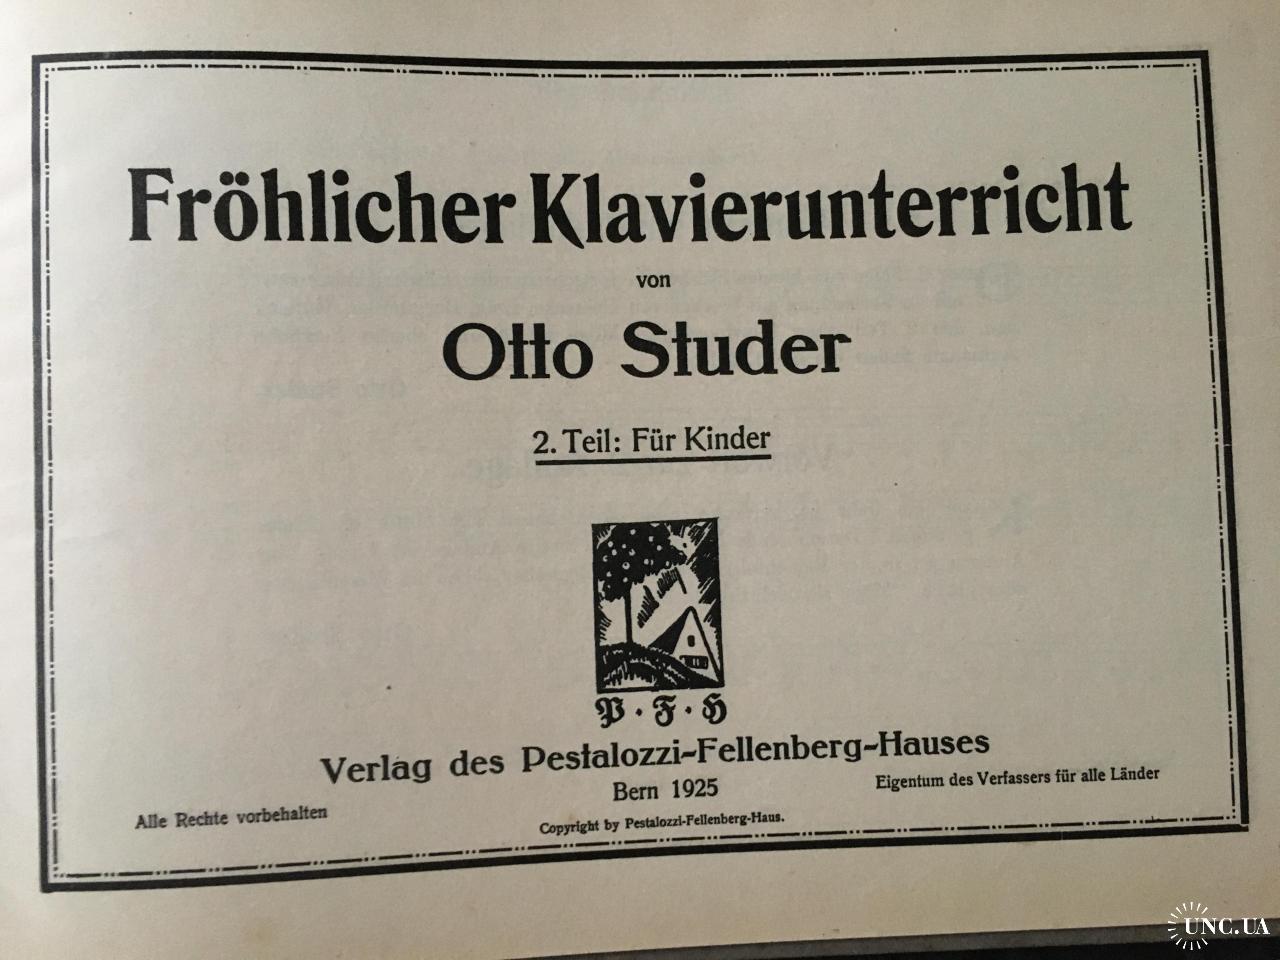 Fröhlicher Klavierunterricht
von
Otto Studer
2. Teil: Für Kinder
P · F · H
Verlag des Pestalozzi-Fellenberg-Hauses
Bern 1925
Eigentum des Verfassers für alle Länder
Alle Rechte vorbehalten
Copyright by Pestalozzi-Fellenberg-Haus.
UNC.UA